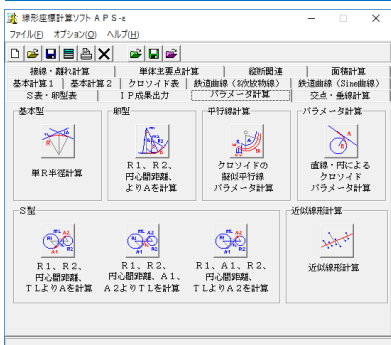 線形座標計算ソフト APS-ε
ファイル(F) オプション(O) ヘルプ(H)
接線・離れ計算 単体主要点計算 縦断関連 面積計算
基本計算1 基本計算2 クロソイド表 鉄道曲線(3次放物線) 鉄道曲線(Sine曲線)
S表・卵型表 IP成果出力 パラメータ計算 交点・垂線計算
基本型 卵型 平行線計算 パラメータ計算
単R半径計算
R1、R2、
円心間距離、
よりAを計算
クロソイドの
擬似平行線
パラメータ計算
直線・円による
クロソイド
パラメータ計算
S型 近似線形計算
R1、R2、
円心間距離、
TLよりAを計算
R1、R2、
円心間距離、A1、
A2よりTLを計算
R1、A1、R2、
円心間距離、
TLよりA2を計算
近似線形計算